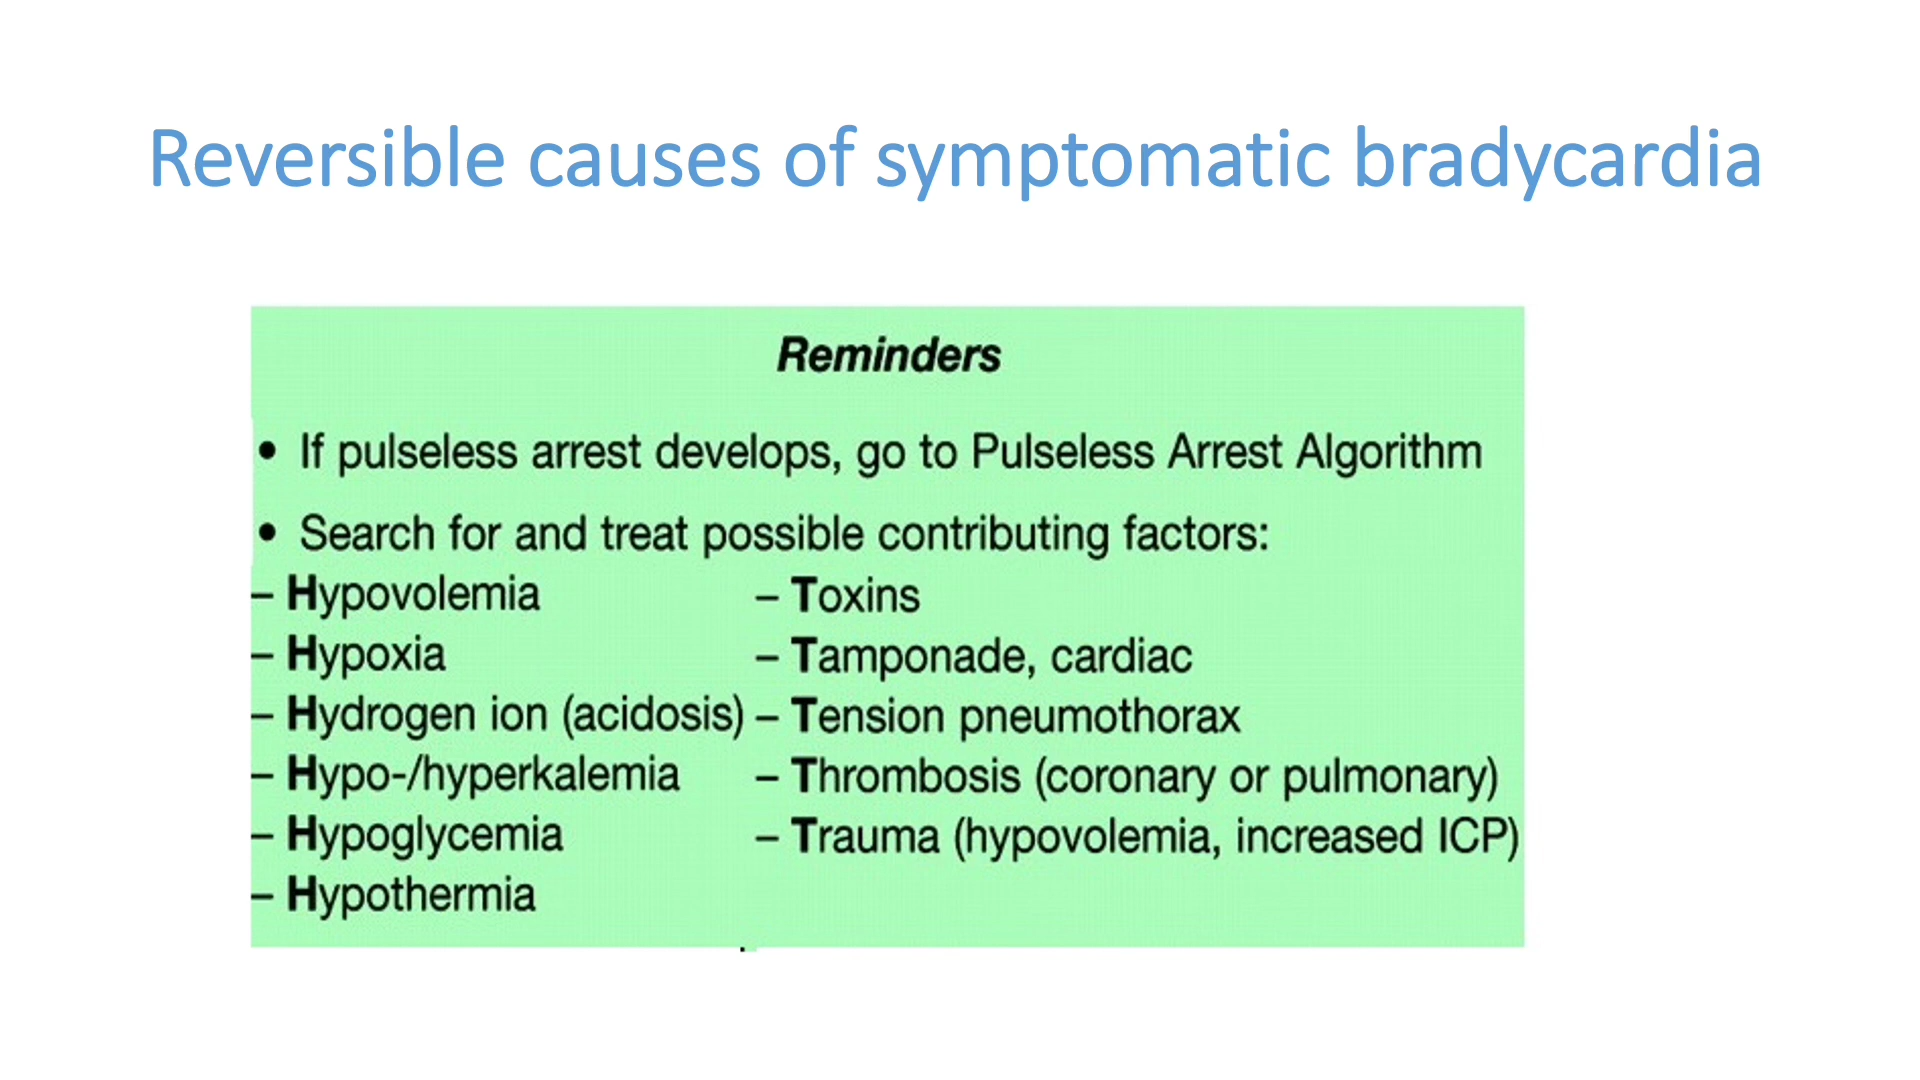 Reversible causes of symptomatic bradycardia
Reminders
• If pulseless arrest develops, go to Pulseless Arrest Algorithm
• Search for and treat possible contributing factors:
– Hypovolemia
– Hypoxia
– Hydrogen ion (acidosis)
– Hypo-/hyperkalemia
– Hypoglycemia
– Hypothermia
– Toxins
– Tamponade, cardiac
– Tension pneumothorax
– Thrombosis (coronary or pulmonary)
– Trauma (hypovolemia, increased ICP)